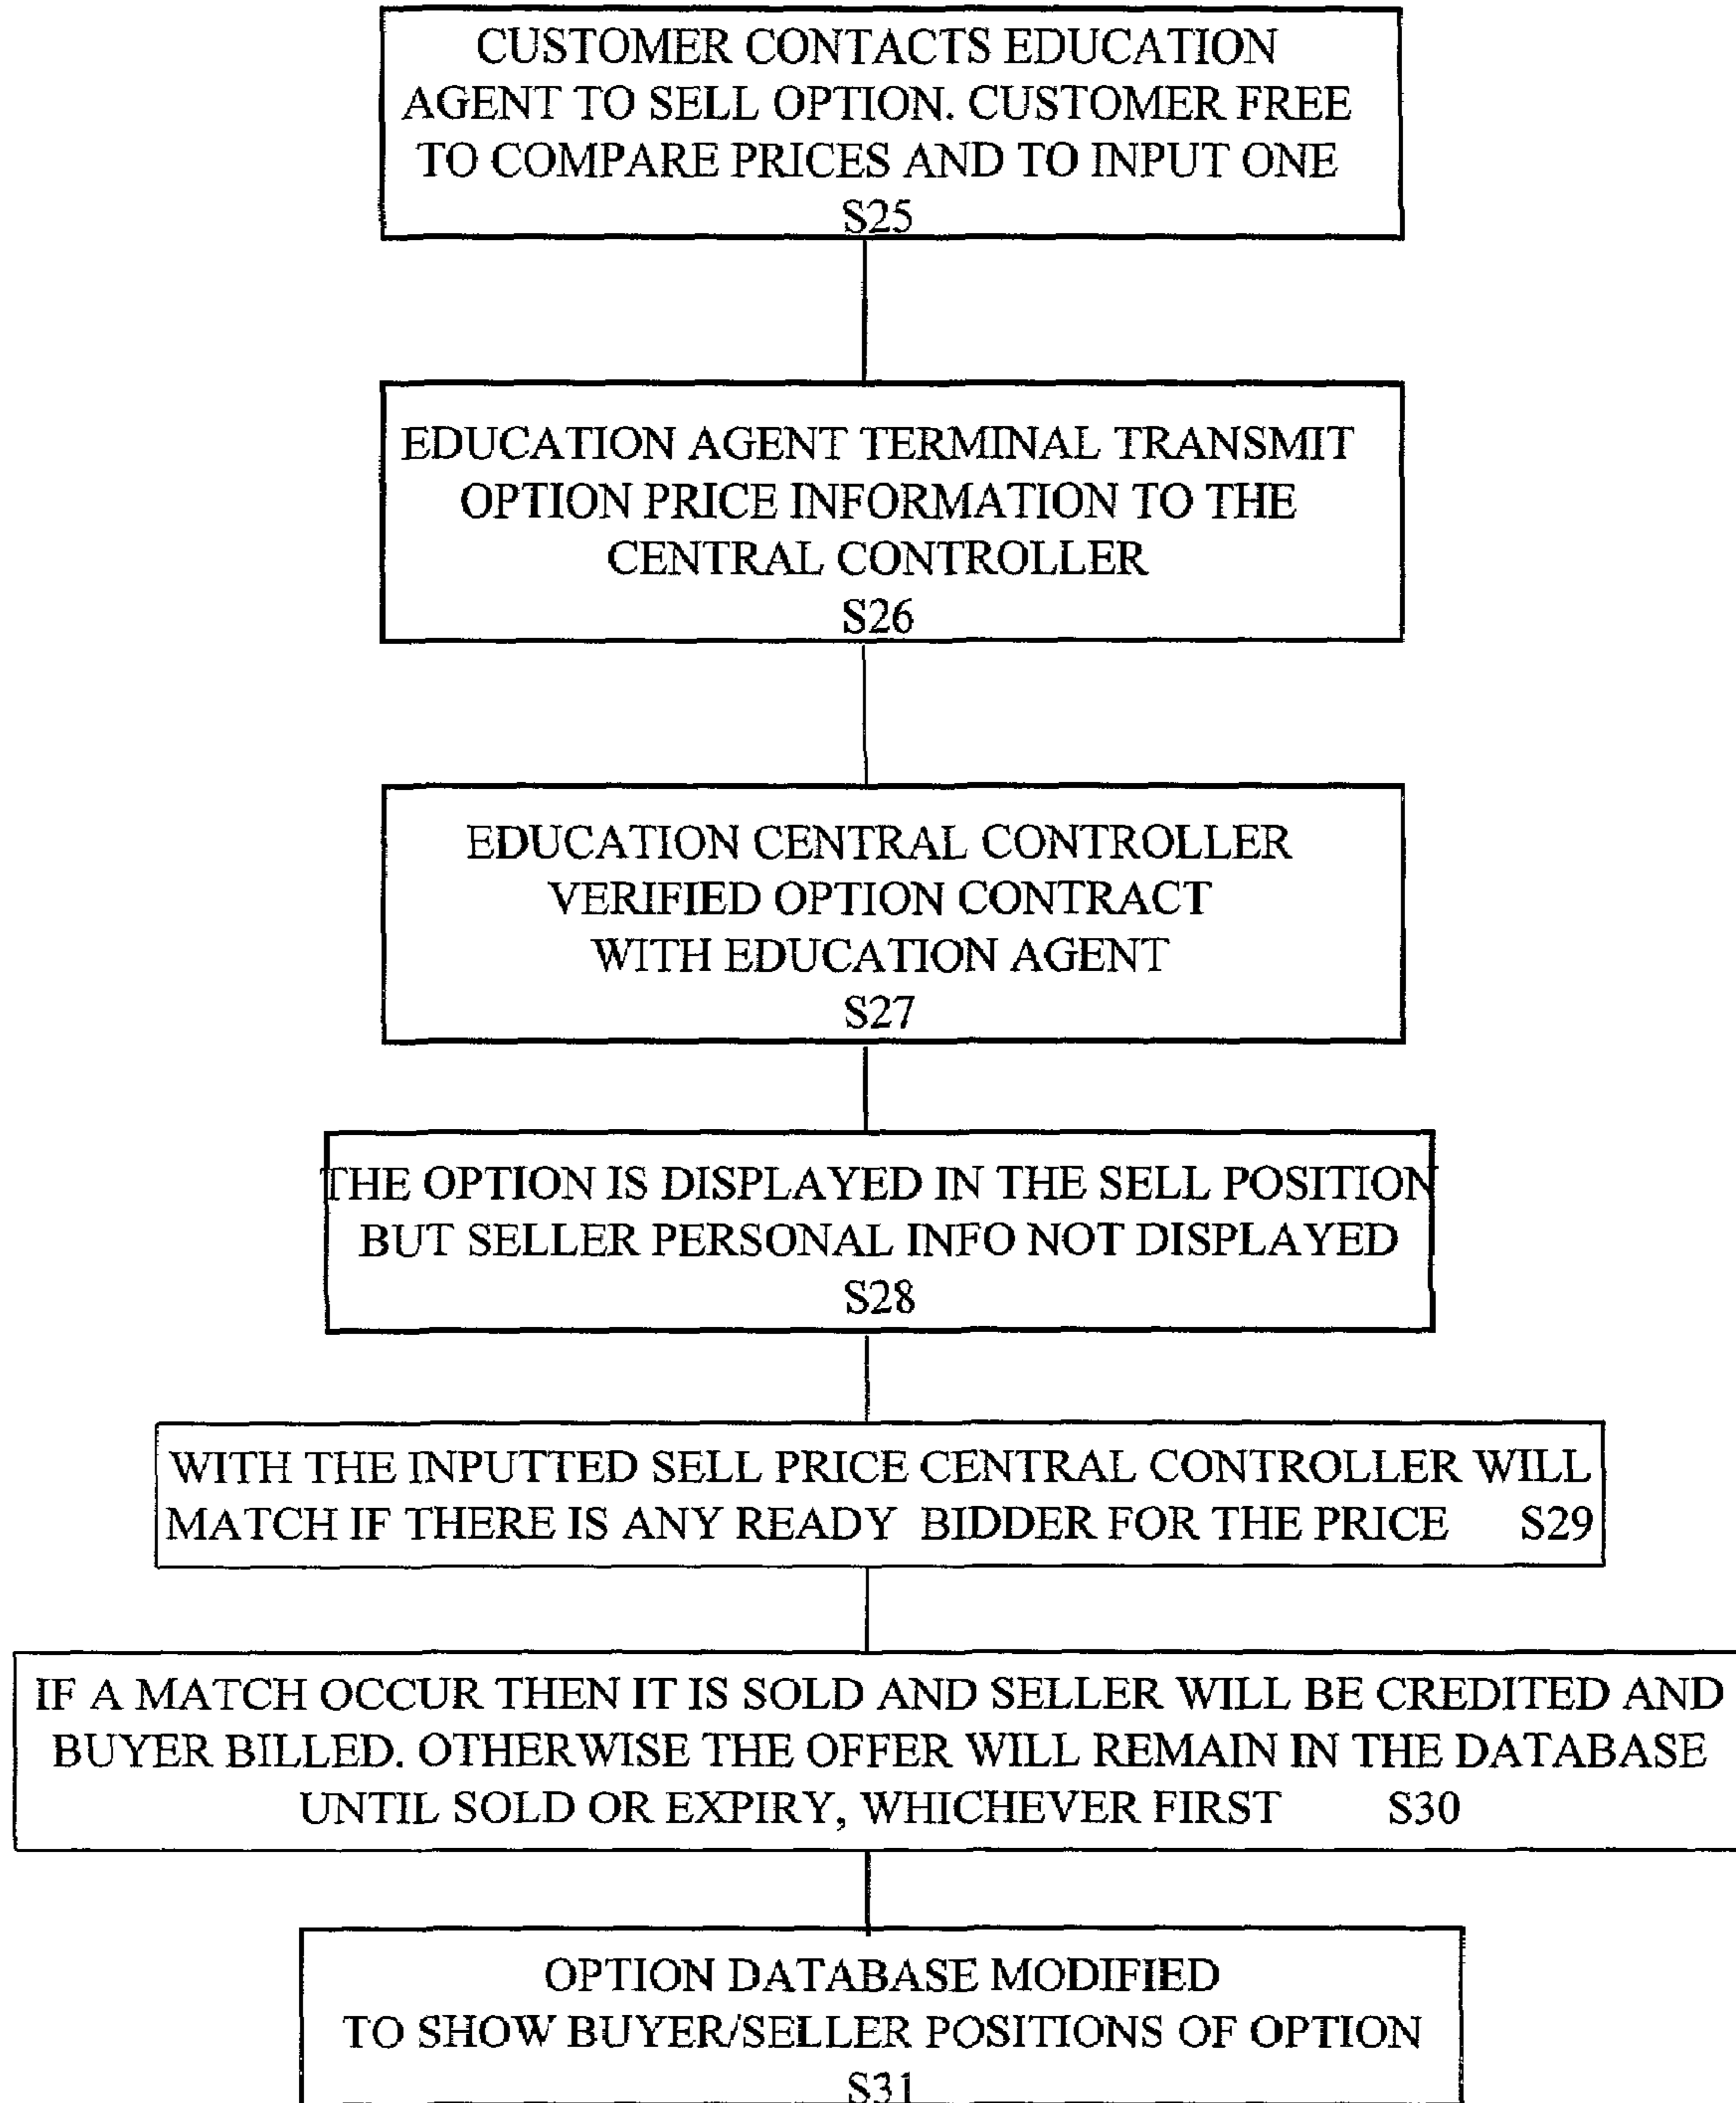 CUSTOMER CONTACTS EDUCATION
AGENT TO SELL OPTION. CUSTOMER FREE
TO COMPARE PRICES AND TO INPUT ONE
S25
EDUCATION AGENT TERMINAL TRANSMIT
OPTION PRICE INFORMATION TO THE
CENTRAL CONTROLLER
S26
EDUCATION CENTRAL CONTROLLER
VERIFIED OPTION CONTRACT
WITH EDUCATION AGENT
S27
THE OPTION IS DISPLAYED IN THE SELL POSITION
BUT SELLER PERSONAL INFO NOT DISPLAYED
S28
WITH THE INPUTTED SELL PRICE CENTRAL CONTROLLER WILL
MATCH IF THERE IS ANY READY BIDDER FOR THE PRICE S29
IF A MATCH OCCUR THEN IT IS SOLD AND SELLER WILL BE CREDITED AND
BUYER BILLED. OTHERWISE THE OFFER WILL REMAIN IN THE DATABASE
UNTIL SOLD OR EXPIRY, WHICHEVER FIRST S30
OPTION DATABASE MODIFIED
TO SHOW BUYER/SELLER POSITIONS OF OPTION
S31